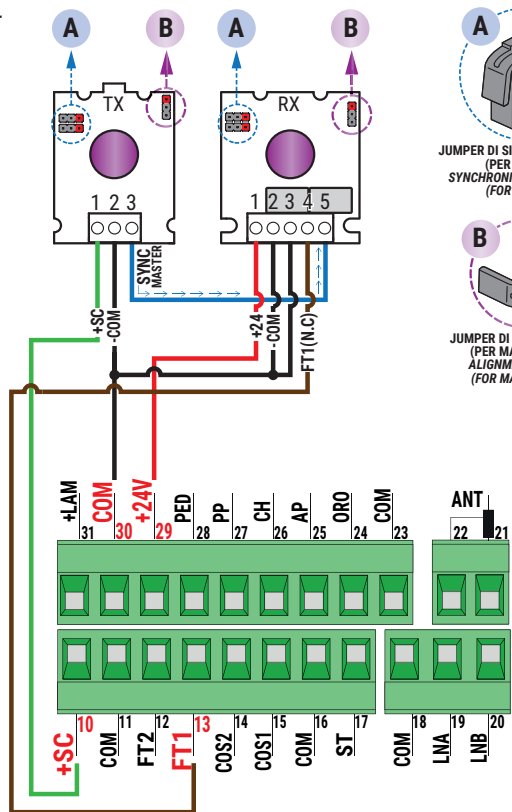 A
B
A
B
A
TX
RX
1 2 3
1 2 3 4 5
JUMPER DI SI
(PER
SYNCHRONI
(FOR
SYNC
MASTER
+SC
-COM
+24
-COM
FT1(N.C)
B
JUMPER DI
(PER MA
ALIGNM
(FOR MA
+LAM
COM
+24V
PED
PP
CH
AP
ORO
COM
ANT
31
30
29
28
27
26
25
24
23
22
21
10
11
12
13
14
15
16
17
18
19
20
+SC
COM
FT2
FT1
COS2
COS1
COM
ST
COM
LNA
LNB